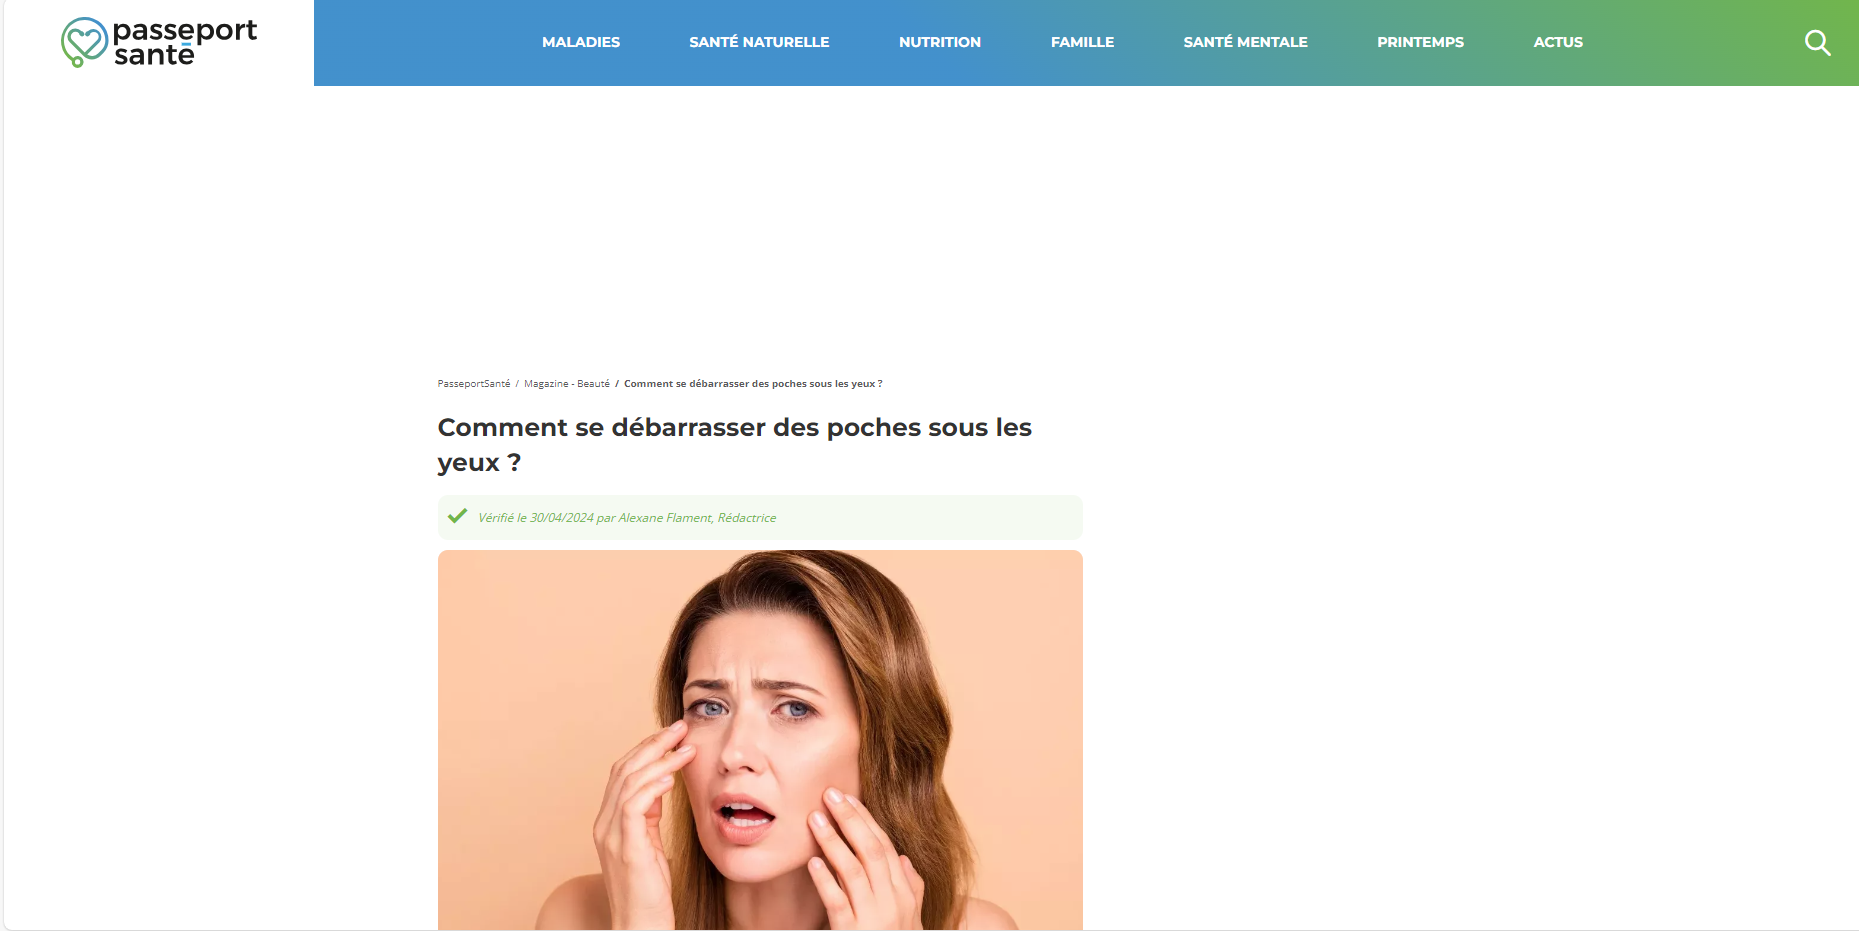 passeport
santé
MALADIES SANTÉ NATURELLE NUTRITION FAMILLE SANTÉ MENTALE PRINTEMPS ACTUS
PasseportSanté / Magazine - Beauté / Comment se débarrasser des poches sous les yeux ?
Comment se débarrasser des poches sous les
yeux ?
Vérifié le 30/04/2024 par Alexane Flament, Rédactrice